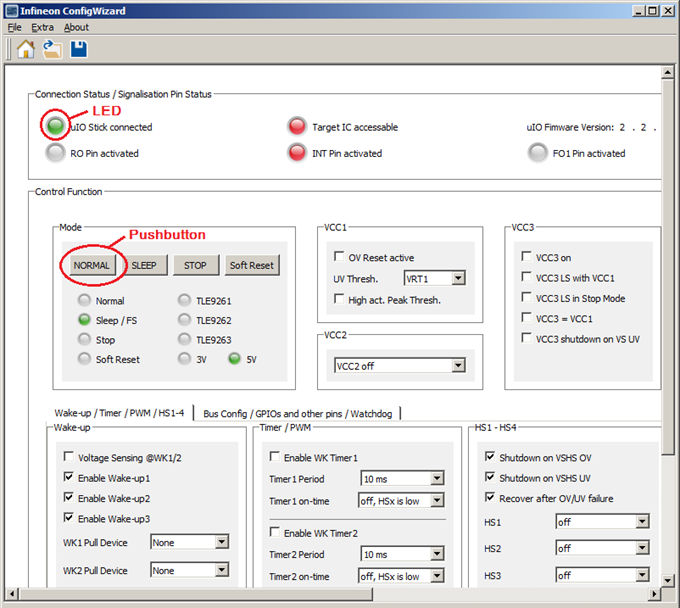 Infineon ConfigWizard
File Extra About
Connection Status / Signalisation Pin Status
LED
uIO Stick connected
Target IC accessable
uIO Fimware Version: 2 . 2 .
RO Pin activated
INT Pin activated
FO1 Pin activated
Control Function
Mode
Pushbutton
NORMAL SLEEP STOP Soft Reset
Normal TLE9261
Sleep / FS TLE9262
Stop TLE9263
Soft Reset 3V 5V
VCC1
OV Reset active
UV Thresh. VRT1
High act. Peak Thresh.
VCC2
VCC2 off
VCC3
VCC3 on
VCC3 LS with VCC1
VCC3 LS in Stop Mode
VCC3 = VCC1
VCC3 shutdown on VS UV
Wake-up / Timer / PWM / HS1-4 Bus Config / GPIOs and other pins / Watchdog
Wake-up
Voltage Sensing @WK1/2
Enable Wake-up1
Enable Wake-up2
Enable Wake-up3
WK1 Pull Device None
WK2 Pull Device None
Timer / PWM
Enable WK Timer1
Timer1 Period 10 ms
Timer1 on-time off, HSx is low
Enable WK Timer2
Timer2 Period 10 ms
Timer2 on-time off, HSx is low
HS1 - HS4
Shutdown on VSHS OV
Shutdown on VSHS UV
Recover after OV/UV failure
HS1 off
HS2 off
HS3 off